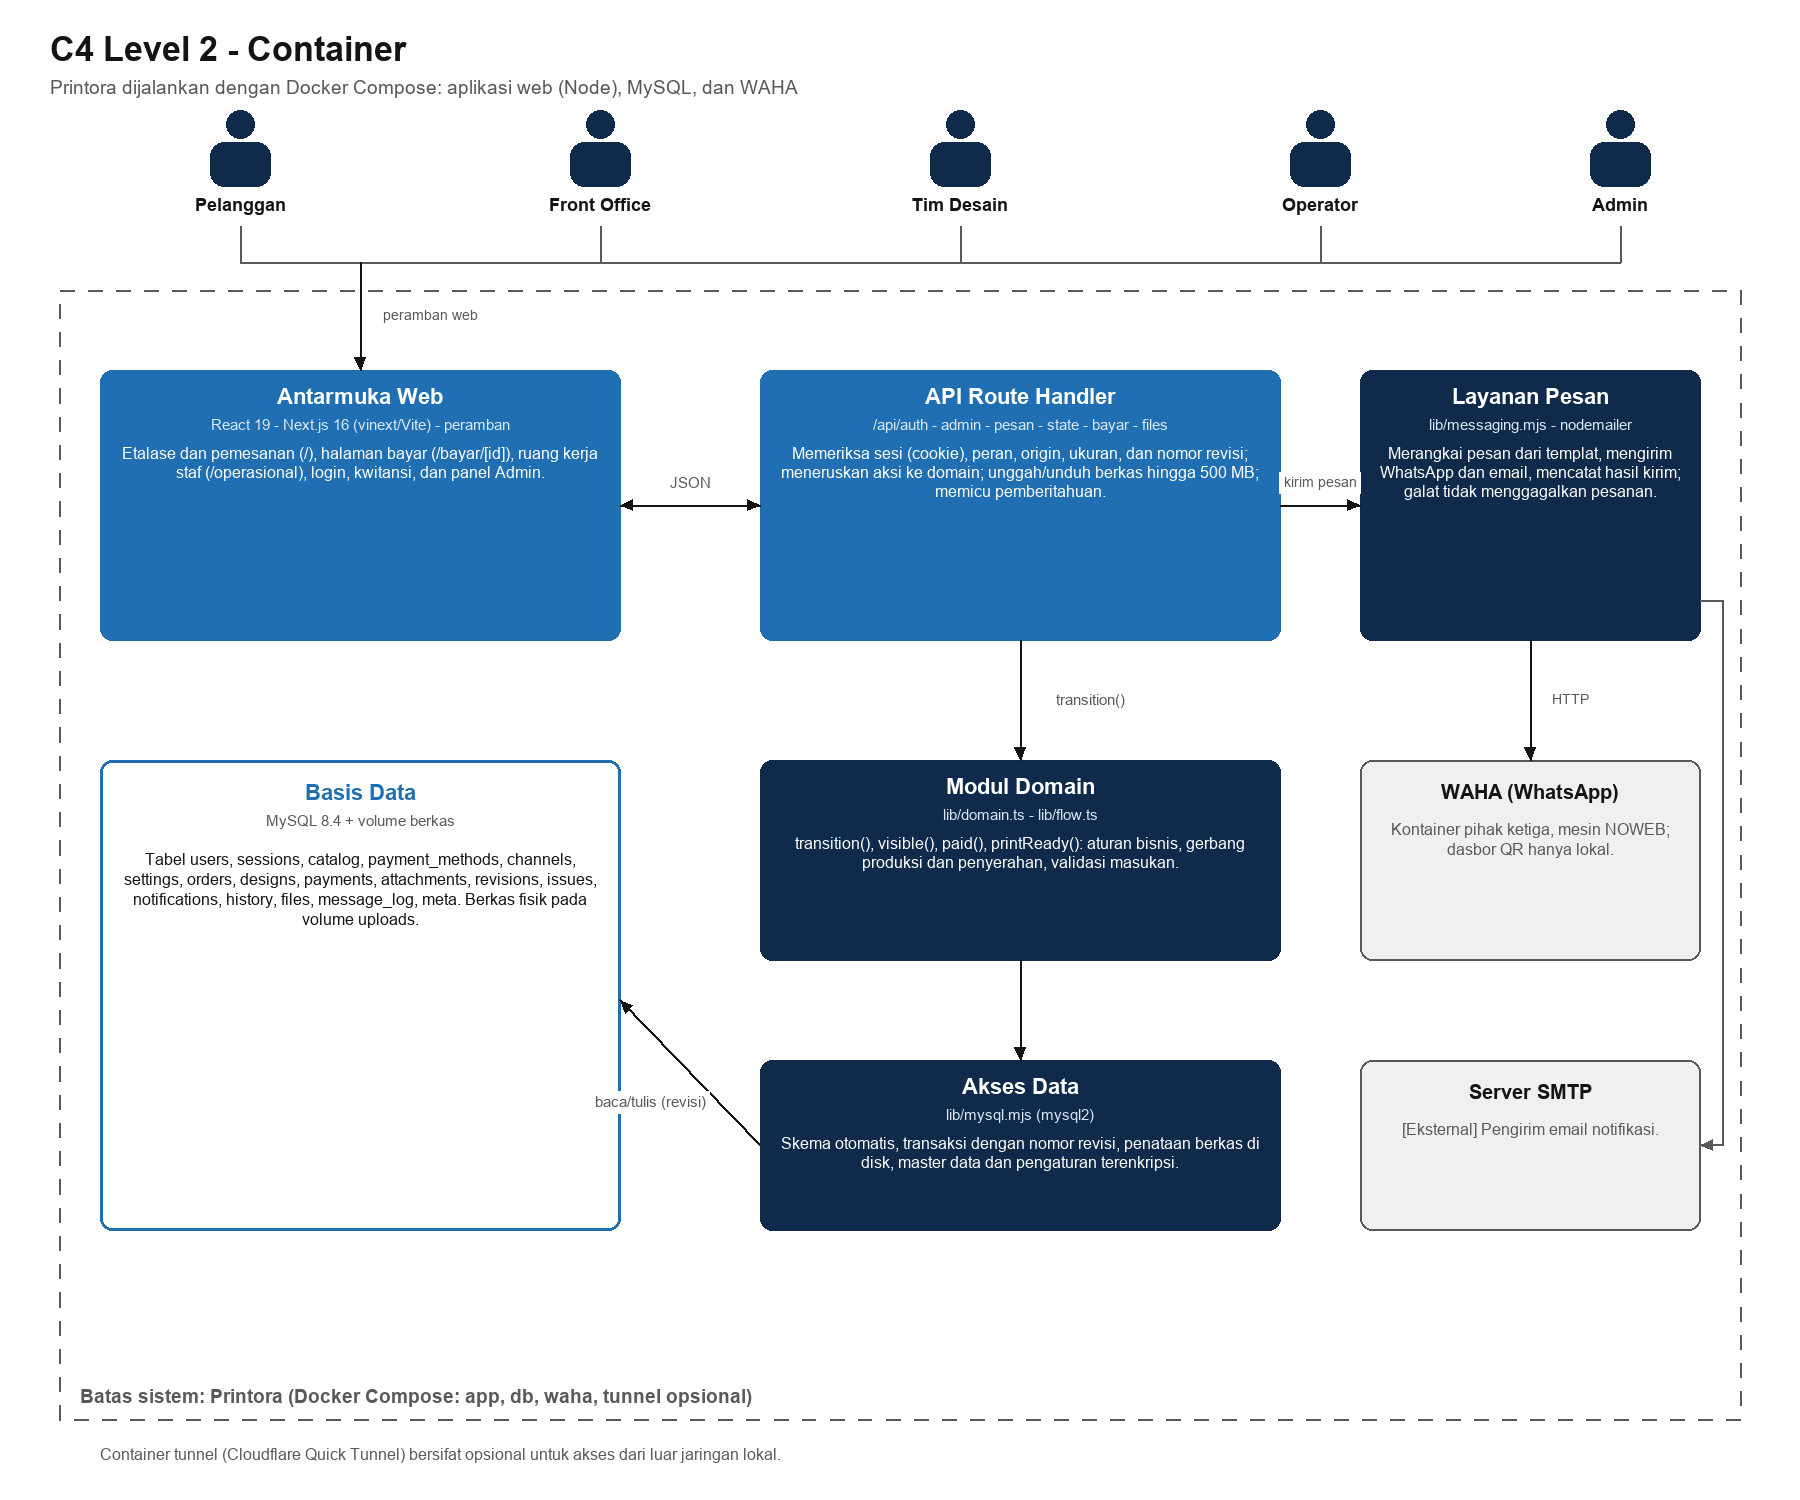 C4 Level 2 - Container
Printora dijalankan dengan Docker Compose: aplikasi web (Node), MySQL, dan WAHA
Pelanggan
Front Office
Tim Desain
Operator
Admin
peramban web
Antarmuka Web
React 19 - Next.js 16 (vinext/Vite) - peramban
Etalase dan pemesanan (/), halaman bayar (/bayar/[id]), ruang kerja
staf (/operasional), login, kwitansi, dan panel Admin.
JSON
API Route Handler
/api/auth - admin - pesan - state - bayar - files
Memeriksa sesi (cookie), peran, origin, ukuran, dan nomor revisi;
meneruskan aksi ke domain; unggah/unduh berkas hingga 500 MB;
memicu pemberitahuan.
kirim pesan
Layanan Pesan
lib/messaging.mjs - nodemailer
Merangkai pesan dari templat, mengirim
WhatsApp dan email, mencatat hasil kirim;
galat tidak menggagalkan pesanan.
transition()
HTTP
Basis Data
MySQL 8.4 + volume berkas
Tabel users, sessions, catalog, payment_methods, channels,
settings, orders, designs, payments, attachments, revisions, issues,
notifications, history, files, message_log, meta. Berkas fisik pada
volume uploads.
Modul Domain
lib/domain.ts - lib/flow.ts
transition(), visible(), paid(), printReady(): aturan bisnis, gerbang
produksi dan penyerahan, validasi masukan.
WAHA (WhatsApp)
Kontainer pihak ketiga, mesin NOWEB;
dasbor QR hanya lokal.
baca/tulis (revisi)
Akses Data
lib/mysql.mjs (mysql2)
Skema otomatis, transaksi dengan nomor revisi, penataan berkas di
disk, master data dan pengaturan terenkripsi.
Server SMTP
[Eksternal] Pengirim email notifikasi.
Batas sistem: Printora (Docker Compose: app, db, waha, tunnel opsional)
Container tunnel (Cloudflare Quick Tunnel) bersifat opsional untuk akses dari luar jaringan lokal.